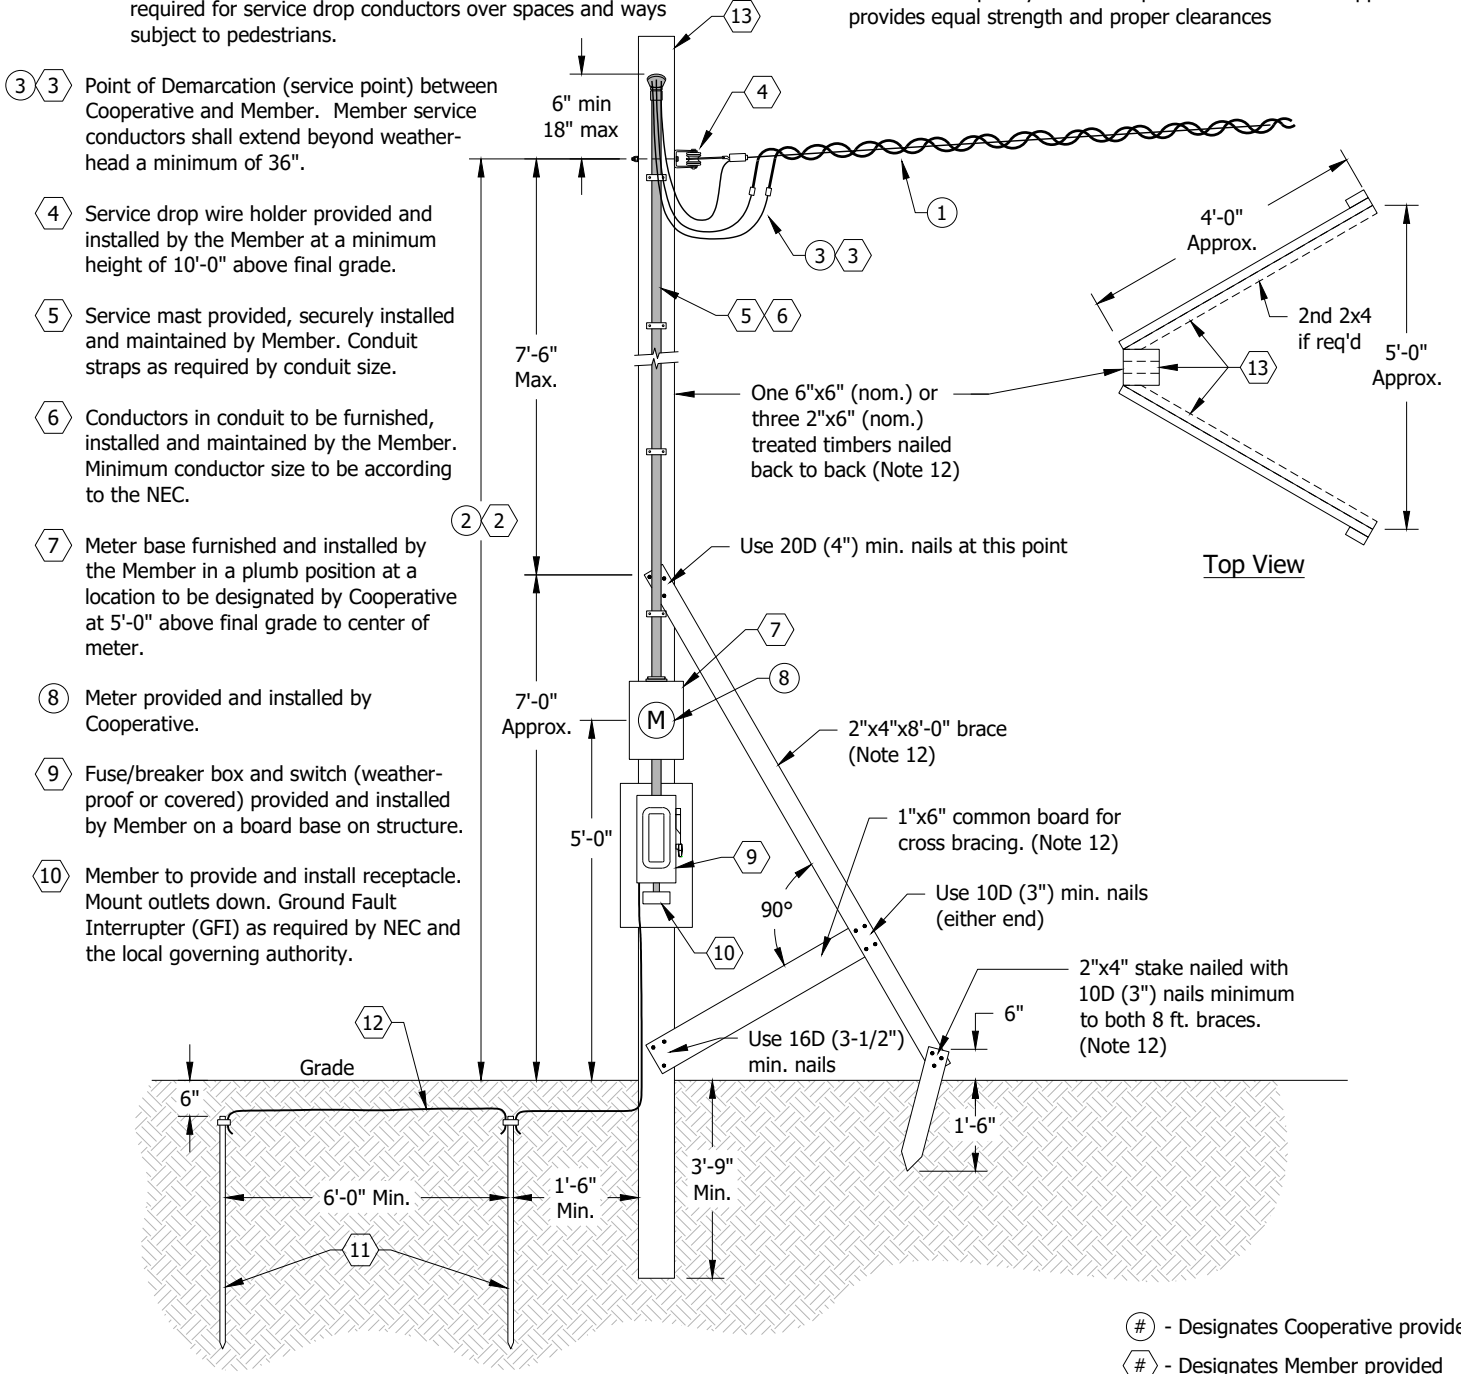 required for service drop conductors over spaces and ways
subject to pedestrians.
provides equal strength and proper clearances
3 3 Point of Demarcation (service point) between
Cooperative and Member. Member service
conductors shall extend beyond weather-
head a minimum of 36".
4 Service drop wire holder provided and
installed by the Member at a minimum
height of 10'-0" above final grade.
5 Service mast provided, securely installed
and maintained by Member. Conduit
straps as required by conduit size.
6 Conductors in conduit to be furnished,
installed and maintained by the Member.
Minimum conductor size to be according
to the NEC.
7 Meter base furnished and installed by
the Member in a plumb position at a
location to be designated by Cooperative
at 5'-0" above final grade to center of
meter.
8 Meter provided and installed by
Cooperative.
9 Fuse/breaker box and switch (weather-
proof or covered) provided and installed
by Member on a board base on structure.
10 Member to provide and install receptacle.
Mount outlets down. Ground Fault
Interrupter (GFI) as required by NEC and
the local governing authority.
13
6" min
18" max
4
1
3 3
5 6
7'-6"
Max.
One 6"x6" (nom.) or
three 2"x6" (nom.)
treated timbers nailed
back to back (Note 12)
2 2
Use 20D (4") min. nails at this point
4'-0"
Approx.
2nd 2x4
if req'd
13
5'-0"
Approx.
Top View
7
8
M
7'-0"
Approx.
2"x4"x8'-0" brace
(Note 12)
5'-0"
9
1"x6" common board for
cross bracing. (Note 12)
90°
Use 10D (3") min. nails
(either end)
10
2"x4" stake nailed with
10D (3") nails minimum
to both 8 ft. braces.
(Note 12)
6"
Use 16D (3-1/2")
min. nails
12
Grade
6"
1'-6"
3'-9"
Min.
6'-0" Min.
1'-6"
Min.
11
# - Designates Cooperative provide
# - Designates Member provided